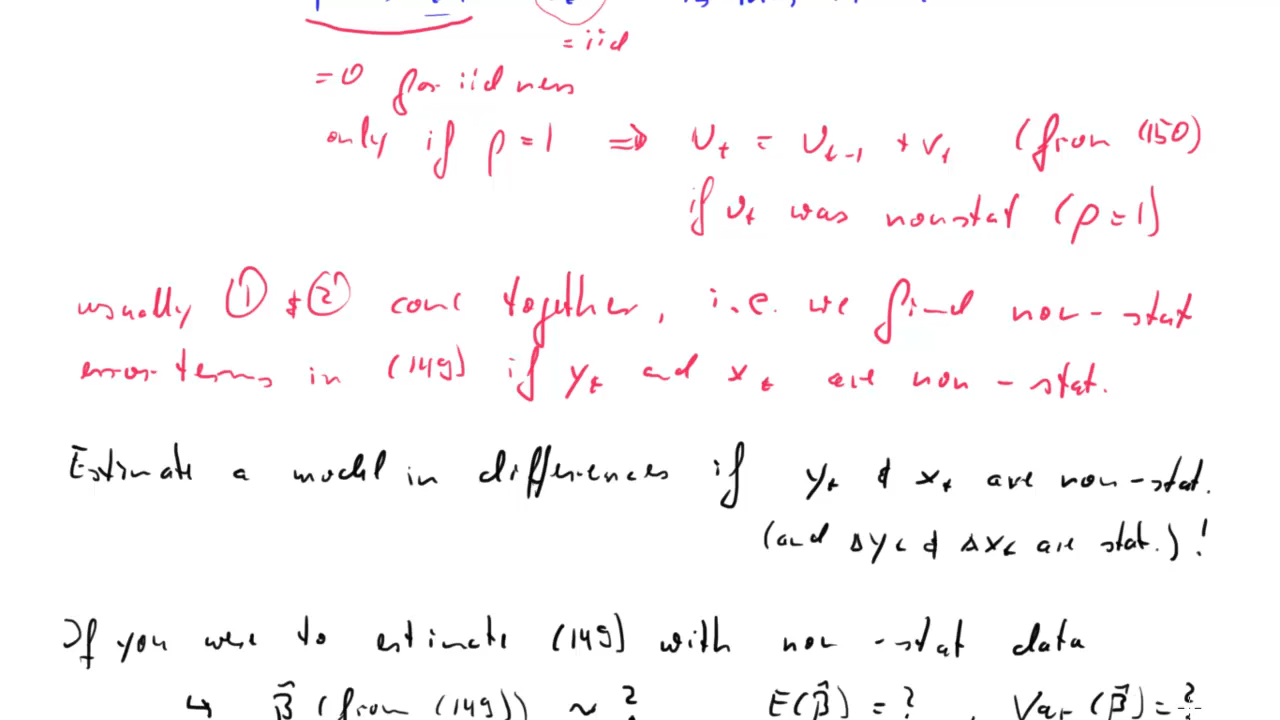 = iid
= 0 for iidness
only if ρ = 1 ⇒ υt = υt-1 + vt (from (150)
if υt was nonstat (ρ = 1)
usually ① & ② come together, i.e. we find non-stat
error terms in (149) if yt and xt are non-stat.
Estimate a model in differences if yt & xt are non-stat.
(and Δyt & Δxt are stat.)!
If you were to estimate (149) with non-stat data
↳ β̂ (from (149)) ~ ? E(β̂) = ? , Var(β̂) = ?